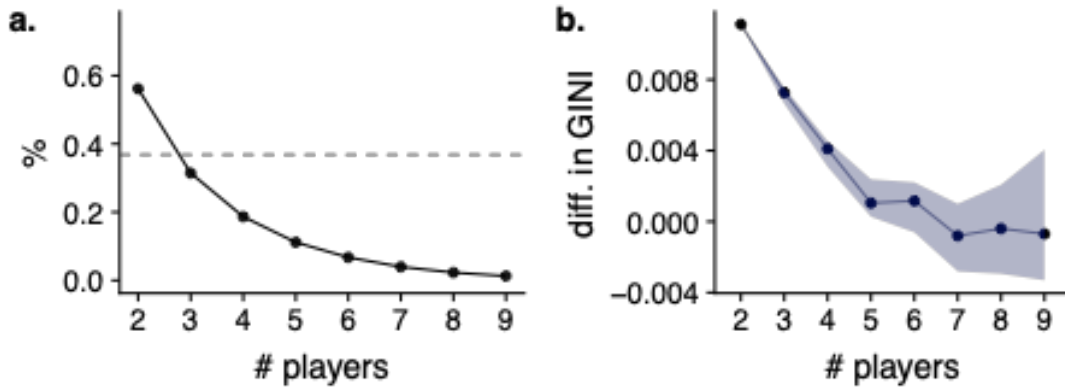 a.
%
0.6
0.4
0.2
0.0
2 3 4 5 6 7 8 9
# players
b.
diff. in GINI
0.008
0.004
0.000
−0.004
2 3 4 5 6 7 8 9
# players